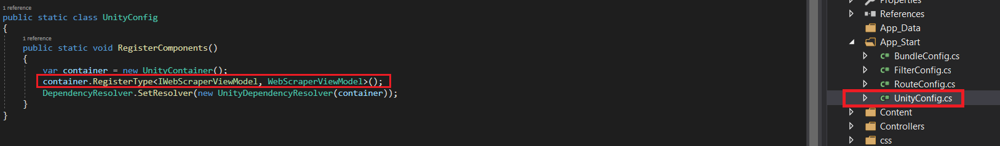 1 reference
public static class UnityConfig
{
1 reference
public static void RegisterComponents()
{
var container = new UnityContainer();
container.RegisterType<IWebScraperViewModel, WebScraperViewModel>();
DependencyResolver.SetResolver(new UnityDependencyResolver(container));
}
}
Properties
References
App_Data
App_Start
C# BundleConfig.cs
C# FilterConfig.cs
C# RouteConfig.cs
C# UnityConfig.cs
Content
Controllers
css